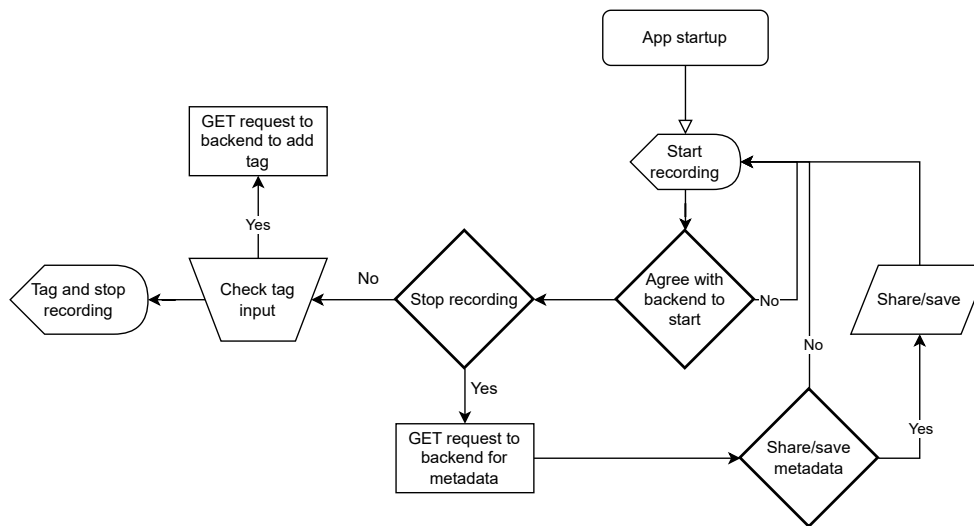 App startup
GET request to
backend to add
tag
Start
recording
Yes
Tag and stop
recording
Check tag
input
No
Stop recording
Agree with
backend to
start
No
Share/save
No
Yes
GET request to
backend for
metadata
Share/save
metadata
Yes